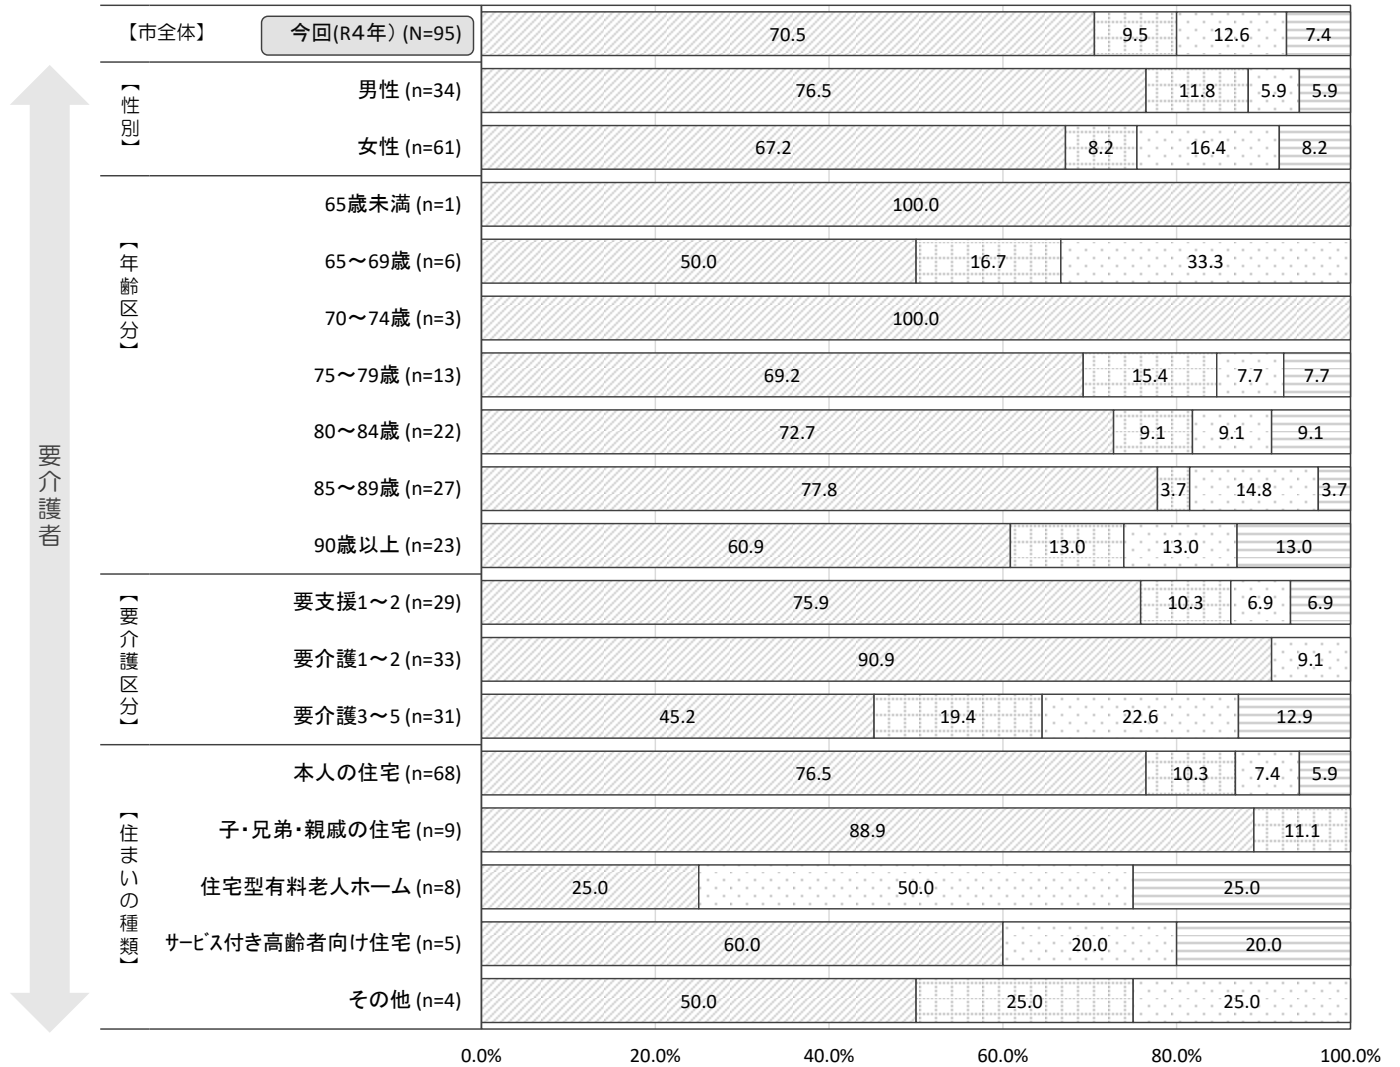 【市全体】 今回(R4年) (N=95) 70.5 9.5 12.6 7.4
【性別】
男性 (n=34) 76.5 11.8 5.9 5.9
女性 (n=61) 67.2 8.2 16.4 8.2
【年齢区分】
65歳未満 (n=1) 100.0
65～69歳 (n=6) 50.0 16.7 33.3
70～74歳 (n=3) 100.0
75～79歳 (n=13) 69.2 15.4 7.7 7.7
80～84歳 (n=22) 72.7 9.1 9.1 9.1
85～89歳 (n=27) 77.8 3.7 14.8 3.7
90歳以上 (n=23) 60.9 13.0 13.0 13.0
要介護者
【要介護区分】
要支援1～2 (n=29) 75.9 10.3 6.9 6.9
要介護1～2 (n=33) 90.9 9.1
要介護3～5 (n=31) 45.2 19.4 22.6 12.9
【住まいの種類】
本人の住宅 (n=68) 76.5 10.3 7.4 5.9
子・兄弟・親戚の住宅 (n=9) 88.9 11.1
住宅型有料老人ホーム (n=8) 25.0 50.0 25.0
ｻｰﾋﾞｽ付き高齢者向け住宅 (n=5) 60.0 20.0 20.0
その他 (n=4) 50.0 25.0 25.0
0.0% 20.0% 40.0% 60.0% 80.0% 100.0%